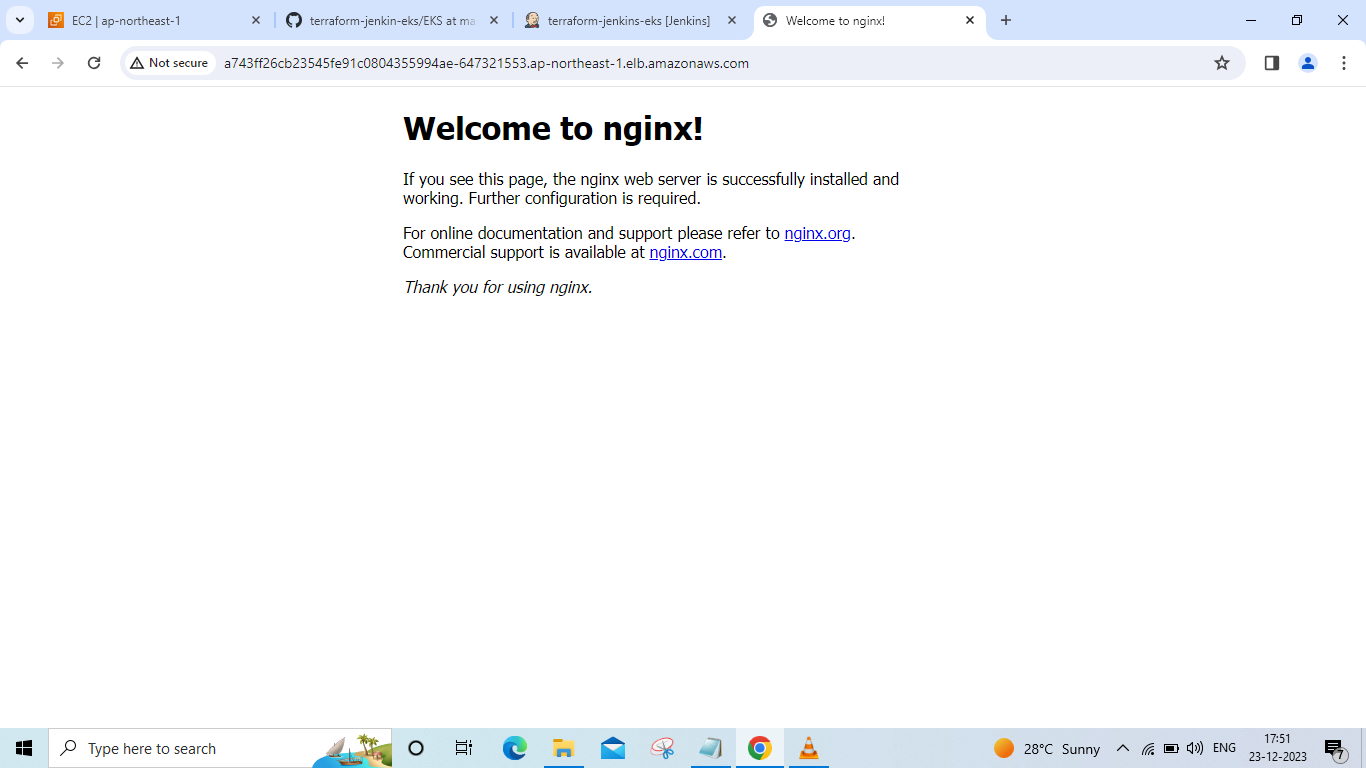 EC2 | ap-northeast-1
terraform-jenkin-eks/EKS at ma
terraform-jenkins-eks [Jenkins]
Welcome to nginx!
Not secure
a743ff26cb23545fe91c0804355994ae-647321553.ap-northeast-1.elb.amazonaws.com
Welcome to nginx!
If you see this page, the nginx web server is successfully installed and
working. Further configuration is required.
For online documentation and support please refer to nginx.org.
Commercial support is available at nginx.com.
Thank you for using nginx.
Type here to search
28°C Sunny
ENG
17:51
23-12-2023
7